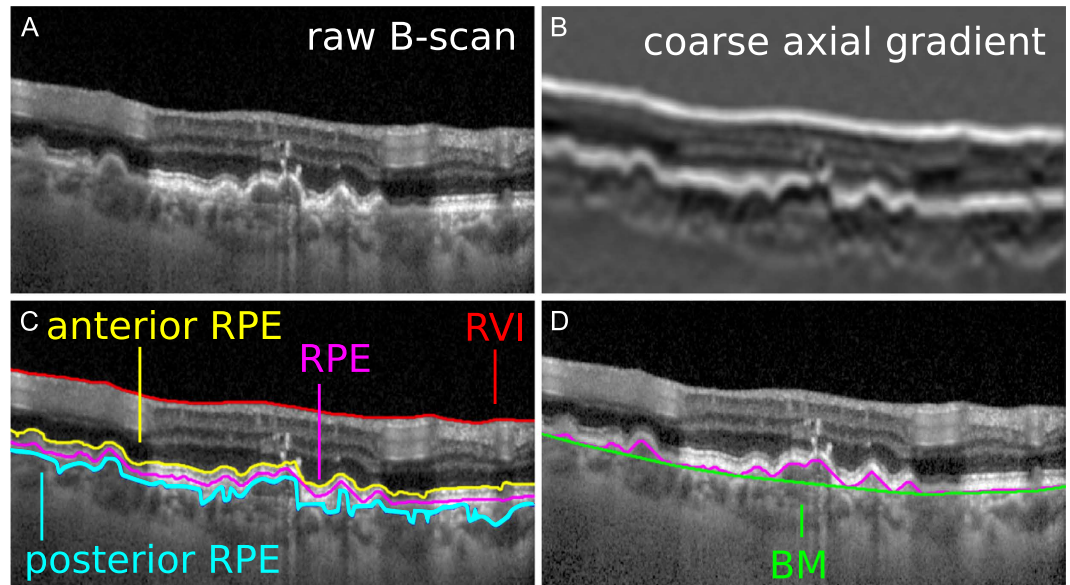 A
raw B-scan
B
coarse axial gradient
C
anterior RPE
RPE
RVI
posterior RPE
D
BM